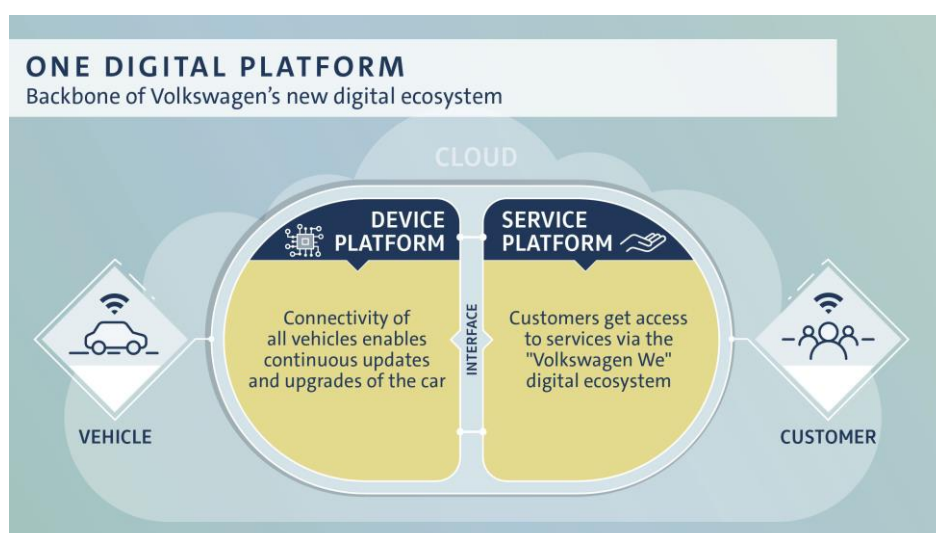 ONE DIGITAL PLATFORM
Backbone of Volkswagen's new digital ecosystem
CLOUD
DEVICE
PLATFORM
Connectivity of
all vehicles enables
continuous updates
and upgrades of the car
INTERFACE
SERVICE
PLATFORM
Customers get access
to services via the
"Volkswagen We"
digital ecosystem
VEHICLE
CUSTOMER